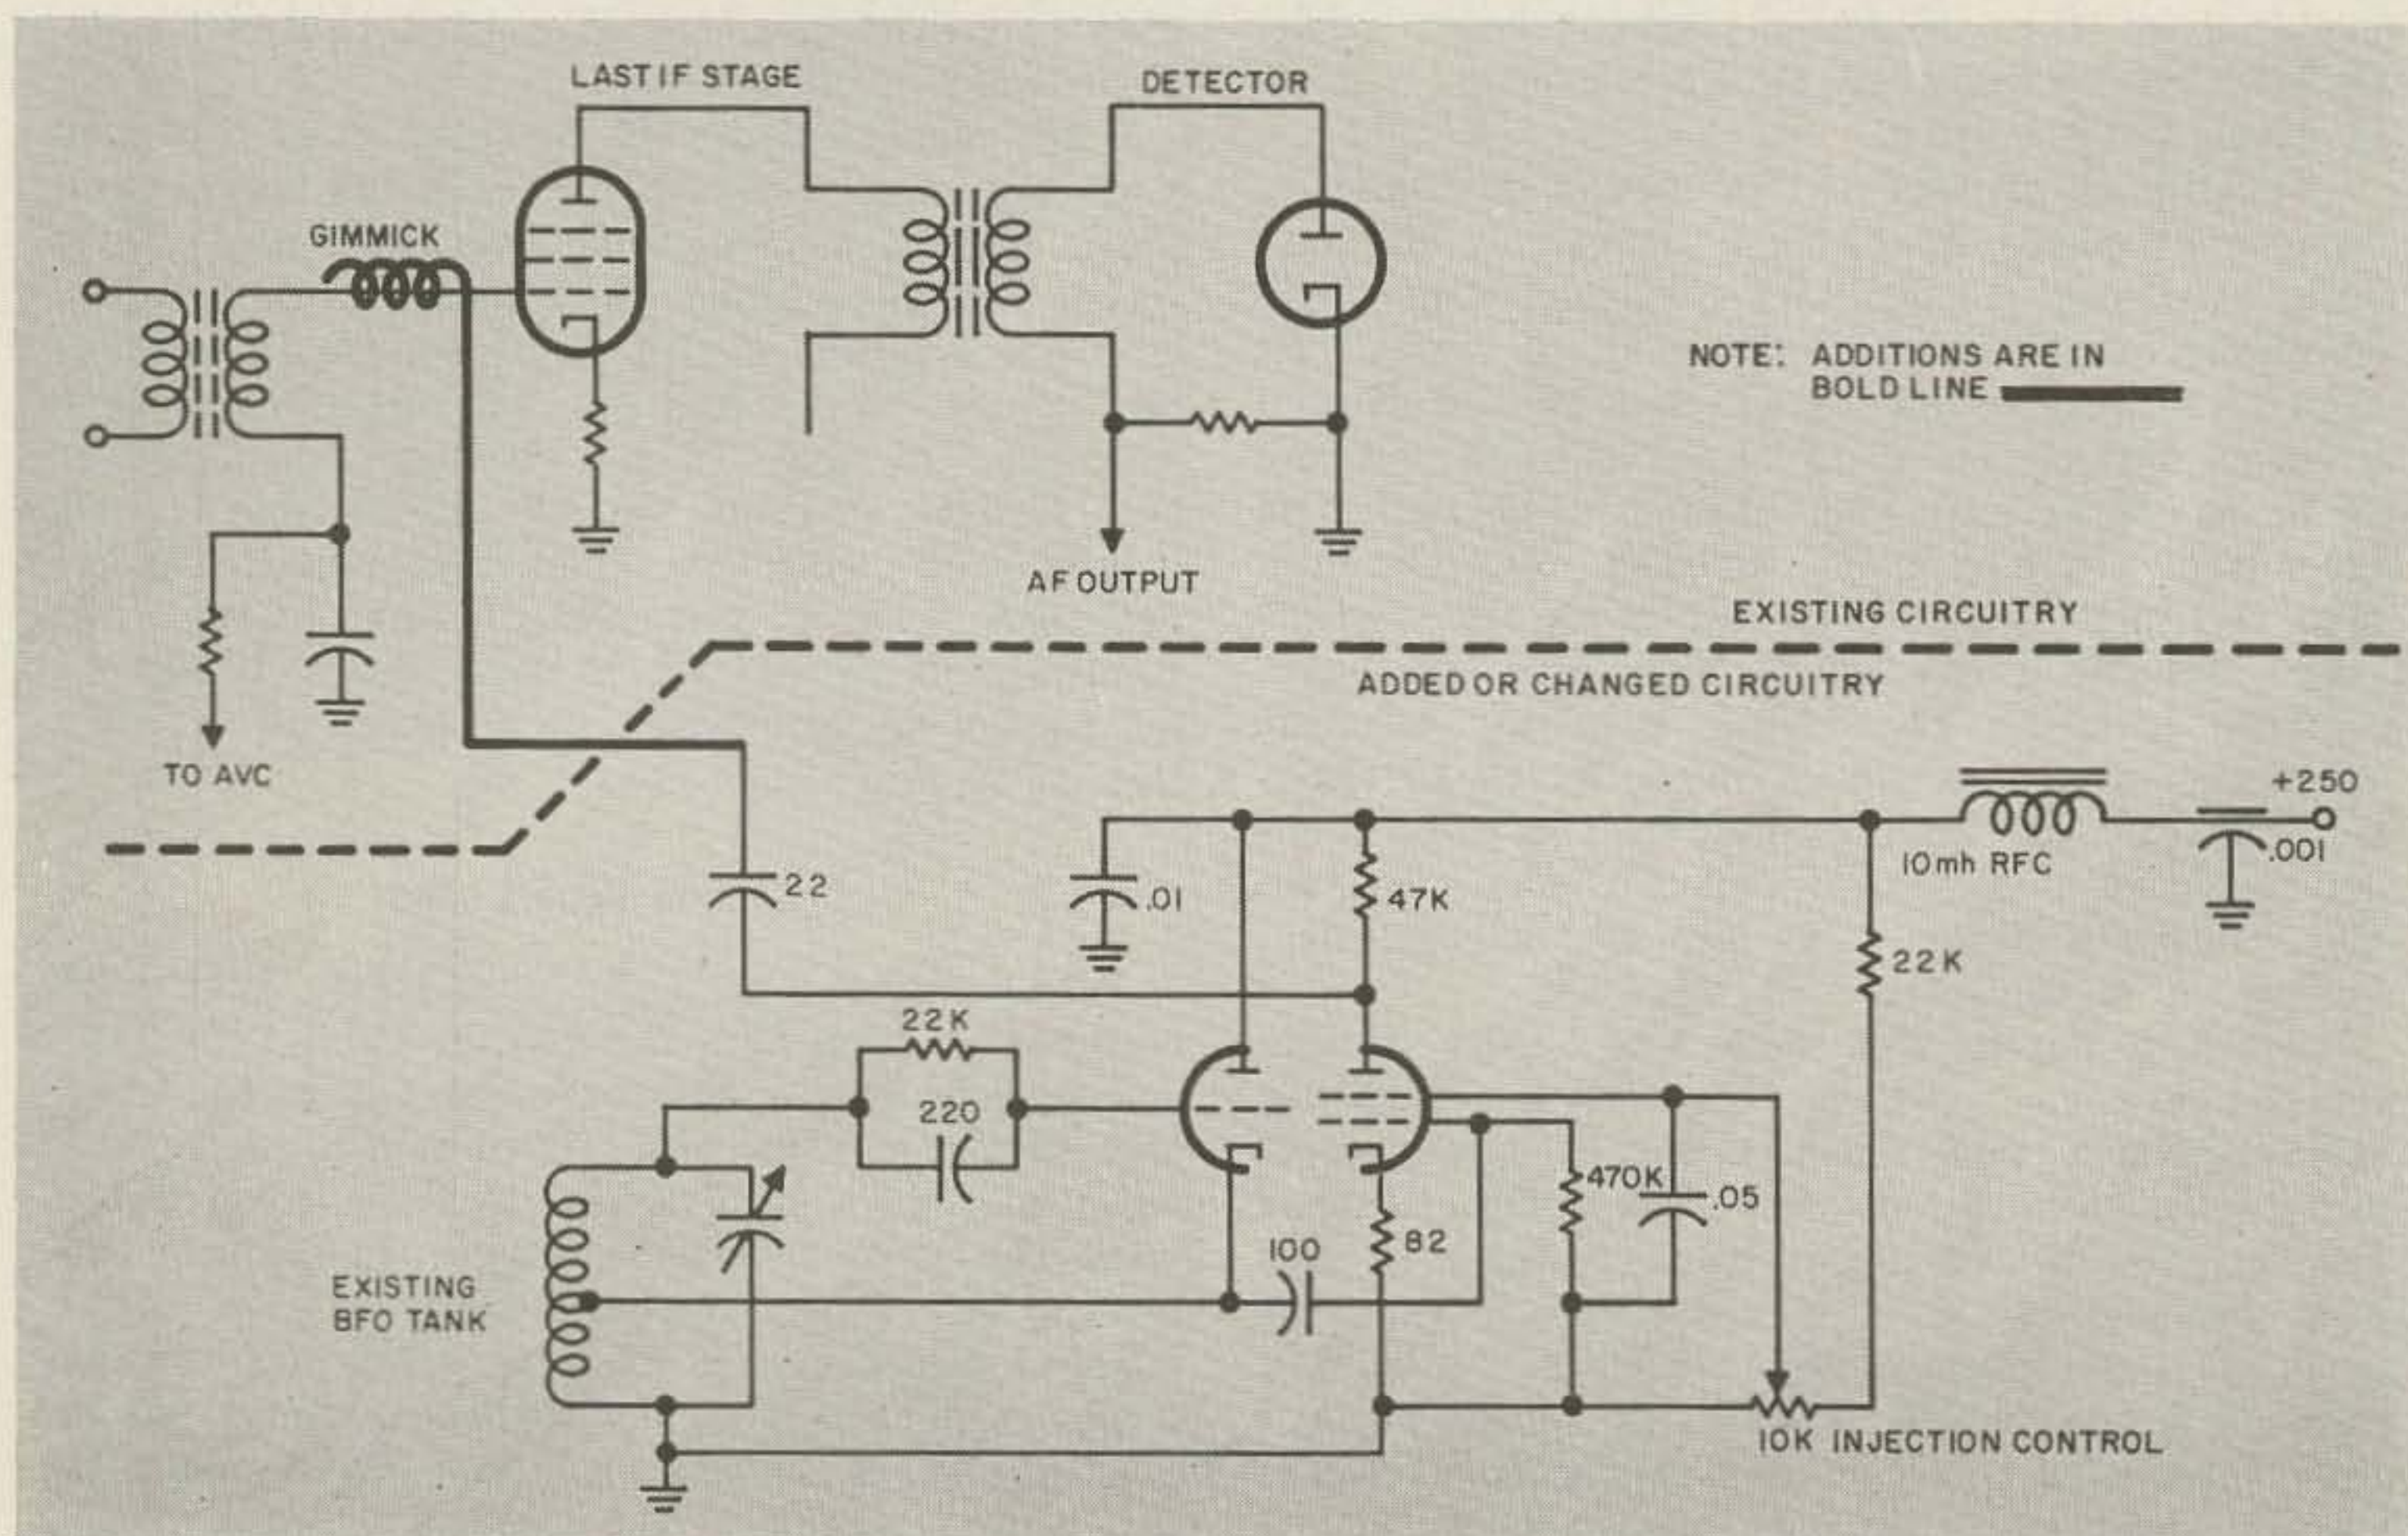 LAST IF STAGE
DETECTOR
GIMMICK
NOTE: ADDITIONS ARE IN
BOLD LINE
AF OUTPUT
EXISTING CIRCUITRY
ADDED OR CHANGED CIRCUITRY
TO AVC
+250
10mh RFC
.001
22
.01
47K
22K
22K
220
470K
.05
100
82
EXISTING
BFO TANK
10K INJECTION CONTROL